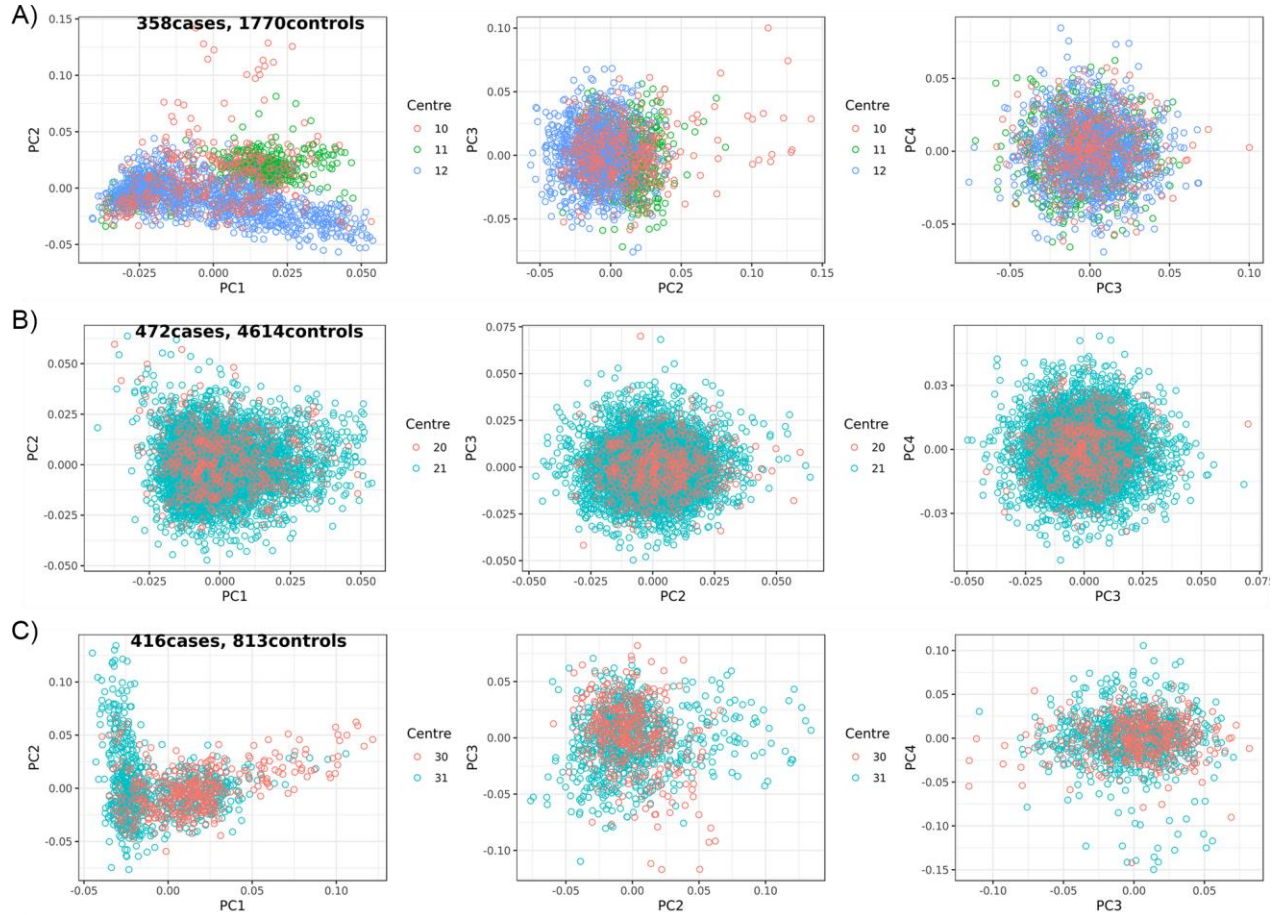 A)
358cases, 1770controls
0.15
0.10
0.05
0.00
-0.05
PC2
-0.025 0.000 0.025 0.050
PC1
Centre
10
11
12
0.10
0.05
0.00
-0.05
PC3
-0.05 0.00 0.05 0.10 0.15
PC2
Centre
10
11
12
0.05
0.00
-0.05
PC4
-0.05 0.00 0.05 0.10
PC3
B)
472cases, 4614controls
0.050
0.025
0.000
-0.025
-0.050
PC2
-0.025 0.000 0.025 0.050
PC1
Centre
20
21
0.075
0.050
0.025
0.000
-0.025
-0.050
PC3
-0.050 -0.025 0.000 0.025 0.050
PC2
Centre
20
21
0.03
0.00
-0.03
PC4
-0.050 -0.025 0.000 0.025 0.050 0.075
PC3
C)
416cases, 813controls
0.10
0.05
0.00
-0.05
PC2
-0.05 0.00 0.05 0.10
PC1
Centre
30
31
0.05
0.00
-0.05
-0.10
PC3
-0.05 0.00 0.05 0.10
PC2
Centre
30
31
0.10
0.05
0.00
-0.05
-0.10
-0.15
PC4
-0.10 -0.05 0.00 0.05
PC3